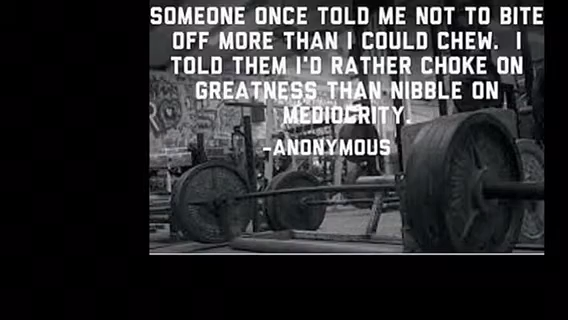 SOMEONE ONCE TOLD ME NOT TO BITE
OFF MORE THAN I COULD CHEW. I
TOLD THEM I'D RATHER CHOKE ON
GREATNESS THAN NIBBLE ON
MEDIOCRITY.
-ANONYMOUS